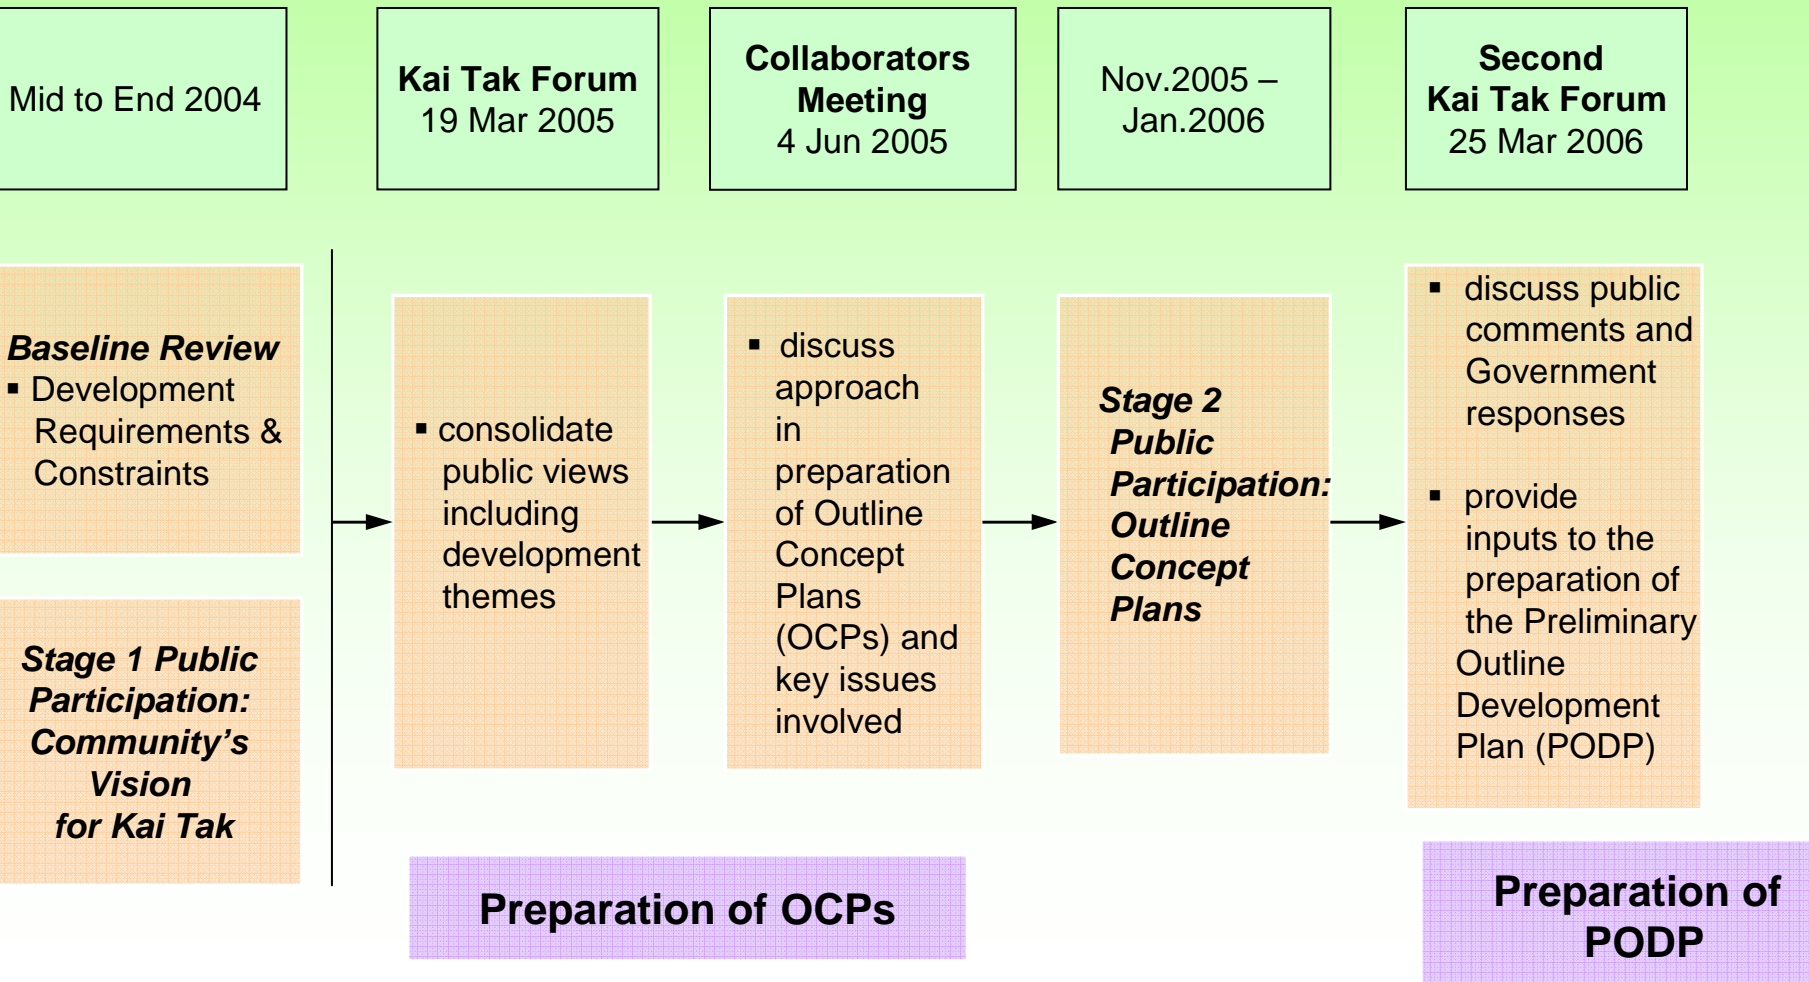 Mid to End 2004
Kai Tak Forum
19 Mar 2005
Collaborators
Meeting
4 Jun 2005
Nov.2005 –
Jan.2006
Second
Kai Tak Forum
25 Mar 2006
Baseline Review
▪ Development
Requirements &
Constraints
Stage 1 Public
Participation:
Community’s
Vision
for Kai Tak
▪ consolidate
public views
including
development
themes
▪ discuss
approach
in
preparation
of Outline
Concept
Plans
(OCPs) and
key issues
involved
Stage 2
Public
Participation:
Outline
Concept
Plans
▪ discuss public
comments and
Government
responses
▪ provide
inputs to the
preparation of
the Preliminary
Outline
Development
Plan (PODP)
Preparation of OCPs
Preparation of
PODP